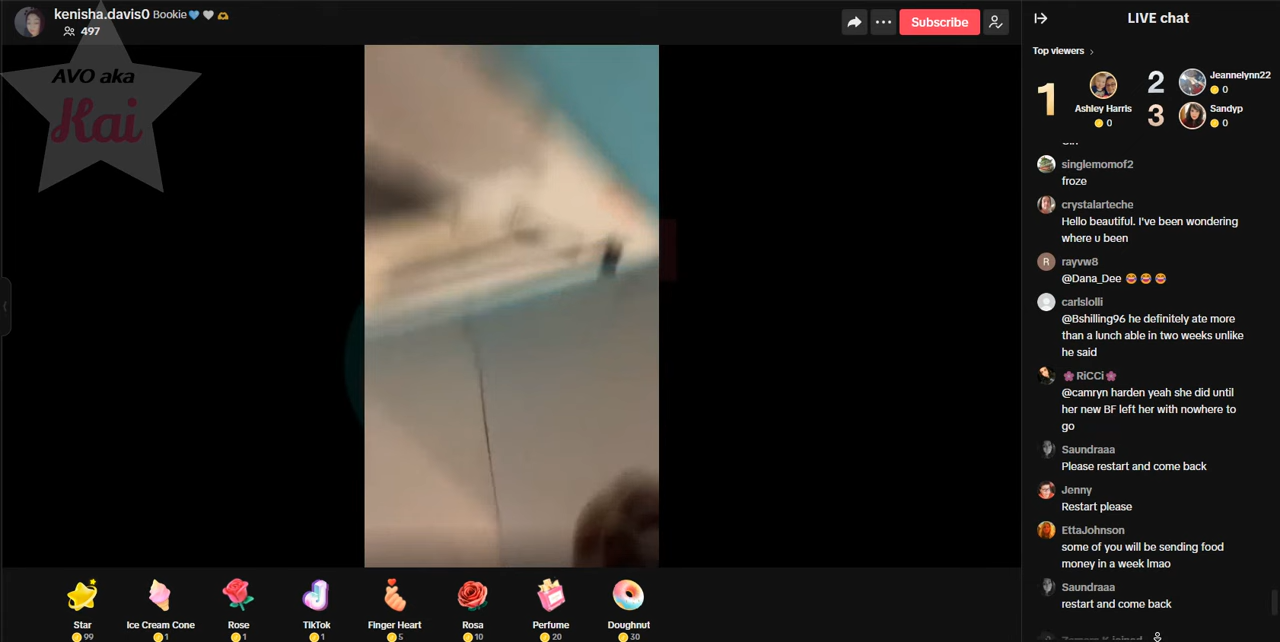 kenisha.davis0 Bookie💙🤍🫶
497
Subscribe
AVO aka
Kai
LIVE chat
Top viewers
1
Ashley Harris
0
2
Jeannelynn22
0
3
Sandyp
0
singlemomof2
froze
crystalarteche
Hello beautiful. I've been wondering
where u been
R
rayvw8
@Dana_Dee 😂😂😂
carlslolli
@Bshilling96 he definitely ate more
than a lunch able in two weeks unlike
he said
🌸RiCCi🌸
@camryn harden yeah she did until
her new BF left her with nowhere to
go
Saundraaa
Please restart and come back
Jenny
Restart please
EttaJohnson
some of you will be sending food
money in a week lmao
Saundraaa
restart and come back
Star
99
Ice Cream Cone
1
Rose
1
TikTok
1
Finger Heart
5
Rosa
10
Perfume
20
Doughnut
30